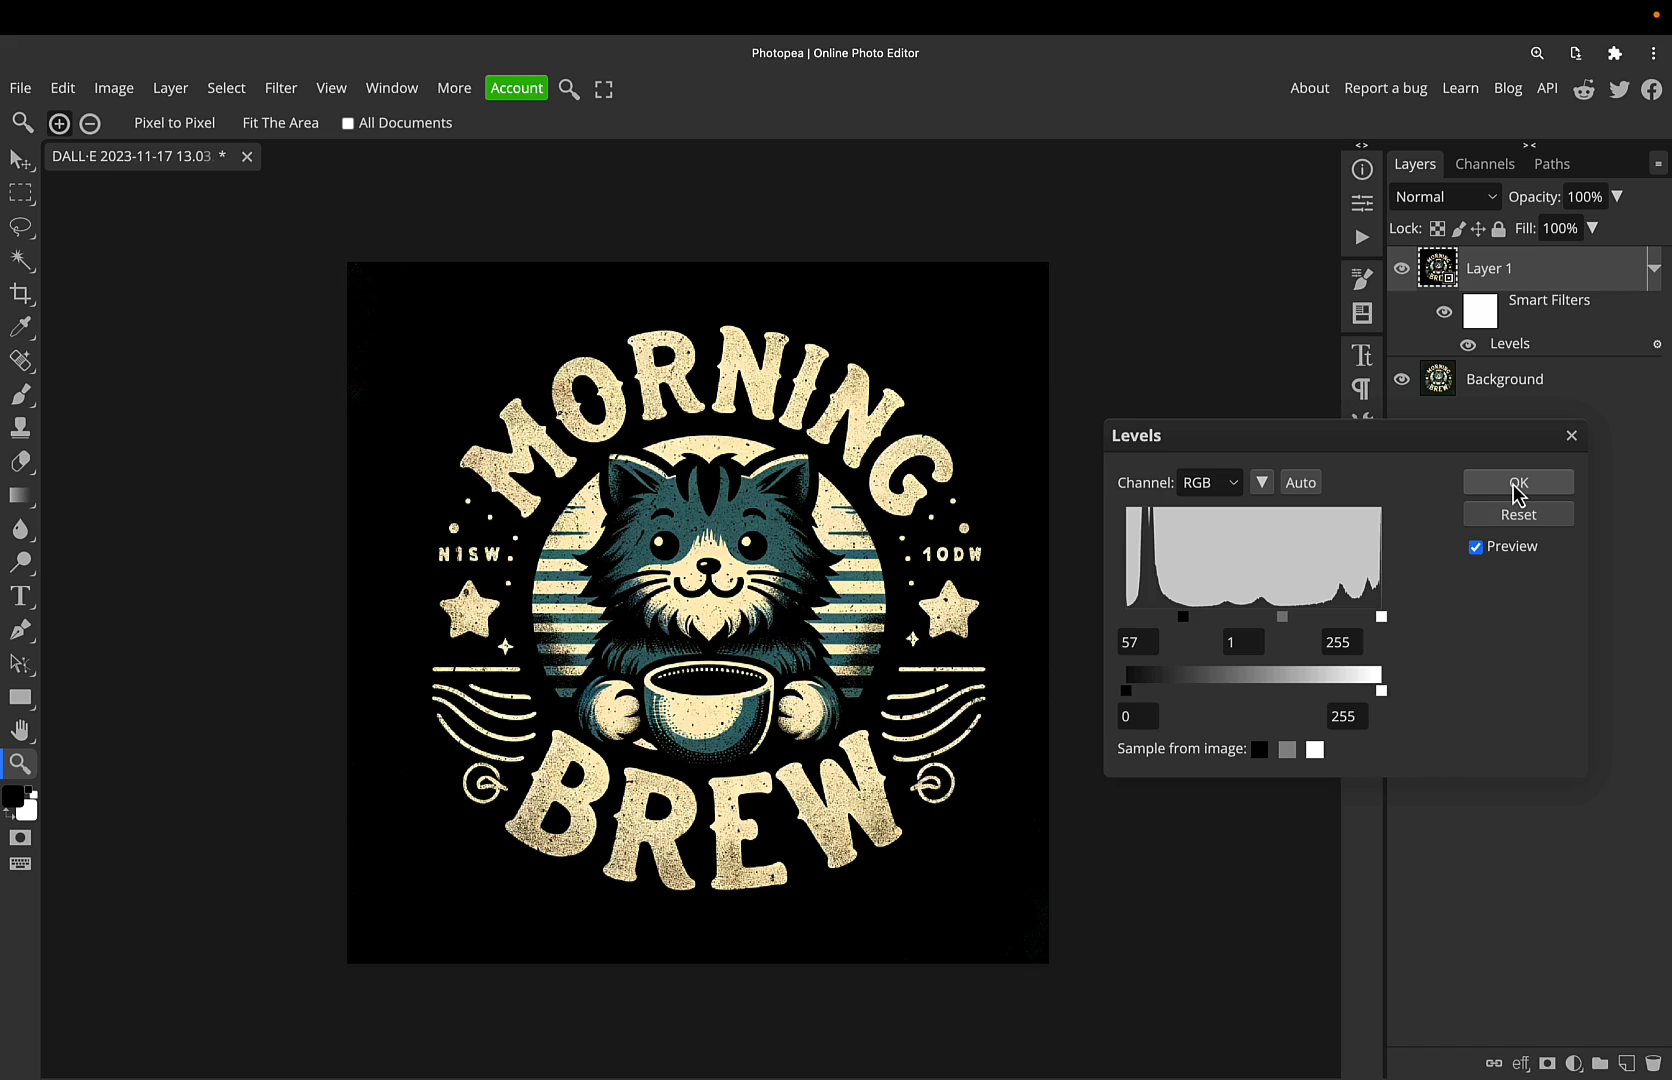 Photopea | Online Photo Editor
File Edit Image Layer Select Filter View Window More Account About Report a bug Learn Blog API
Pixel to Pixel Fit The Area All Documents
DALL·E 2023-11-17 13.03. *
Layers Channels Paths
Normal Opacity: 100%
Lock: Fill: 100%
Layer 1
Smart Filters
Levels
Background
MORNING
N1SW. .10DW
BREW
Levels
Channel: RGB Auto OK
Reset
Preview
57 1 255
0 255
Sample from image:
eff